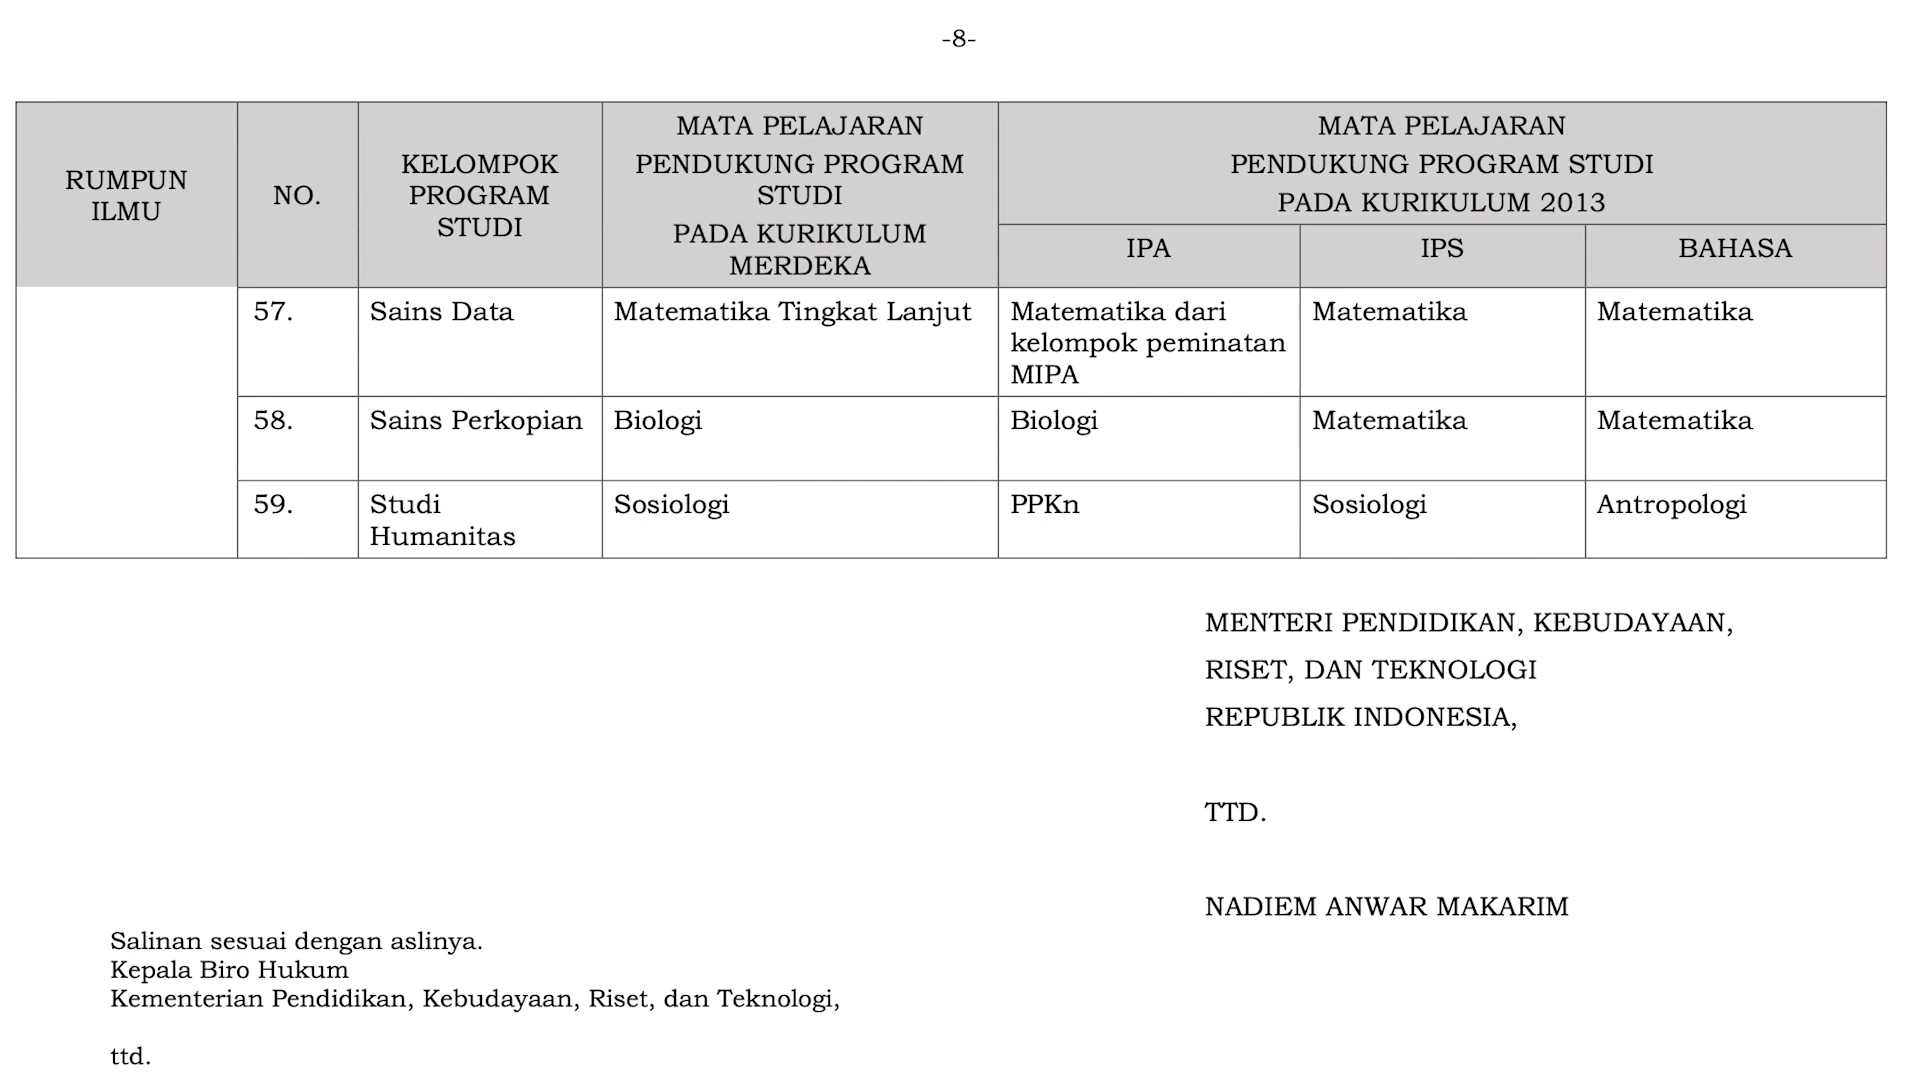 -8-
RUMPUN
ILMU
NO.
KELOMPOK
PROGRAM
STUDI
MATA PELAJARAN
PENDUKUNG PROGRAM
STUDI
PADA KURIKULUM
MERDEKA
MATA PELAJARAN
PENDUKUNG PROGRAM STUDI
PADA KURIKULUM 2013
IPA
IPS
BAHASA
57.
Sains Data
Matematika Tingkat Lanjut
Matematika dari
kelompok peminatan
MIPA
Matematika
Matematika
58.
Sains Perkopian
Biologi
Biologi
Matematika
Matematika
59.
Studi
Humanitas
Sosiologi
PPKn
Sosiologi
Antropologi
MENTERI PENDIDIKAN, KEBUDAYAAN,
RISET, DAN TEKNOLOGI
REPUBLIK INDONESIA,
TTD.
NADIEM ANWAR MAKARIM
Salinan sesuai dengan aslinya.
Kepala Biro Hukum
Kementerian Pendidikan, Kebudayaan, Riset, dan Teknologi,
ttd.